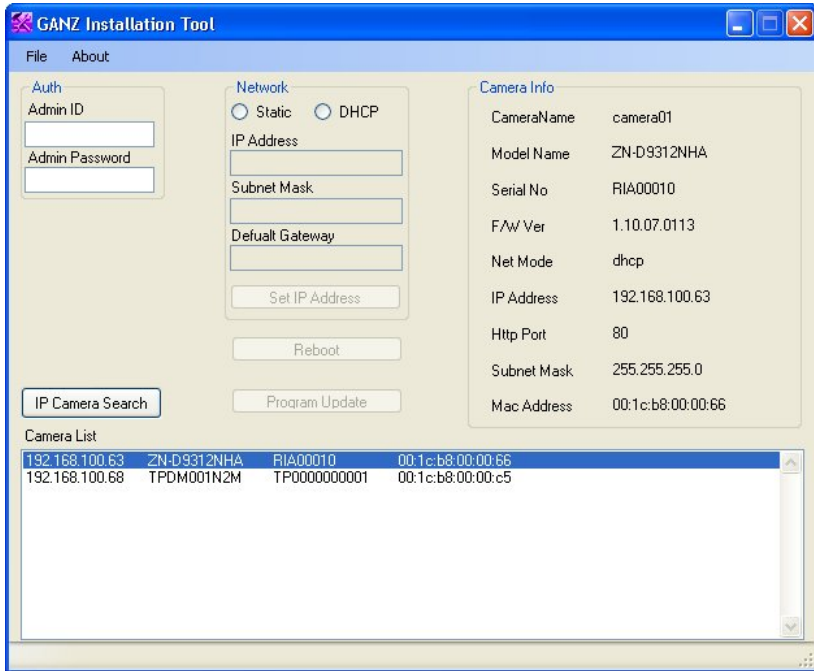 GANZ Installation Tool
File About
Auth
Admin ID
Admin Password
Network
Static DHCP
IP Address
Subnet Mask
Defualt Gateway
Set IP Address
Reboot
Program Update
IP Camera Search
Camera Info
CameraName camera01
Model Name ZN-D9312NHA
Serial No RIA00010
F/W Ver 1.10.07.0113
Net Mode dhcp
IP Address 192.168.100.63
Http Port 80
Subnet Mask 255.255.255.0
Mac Address 00:1c:b8:00:00:66
Camera List
192.168.100.63 ZN-D9312NHA RIA00010 00:1c:b8:00:00:66
192.168.100.68 TPDM001N2M TP0000000001 00:1c:b8:00:00:c5